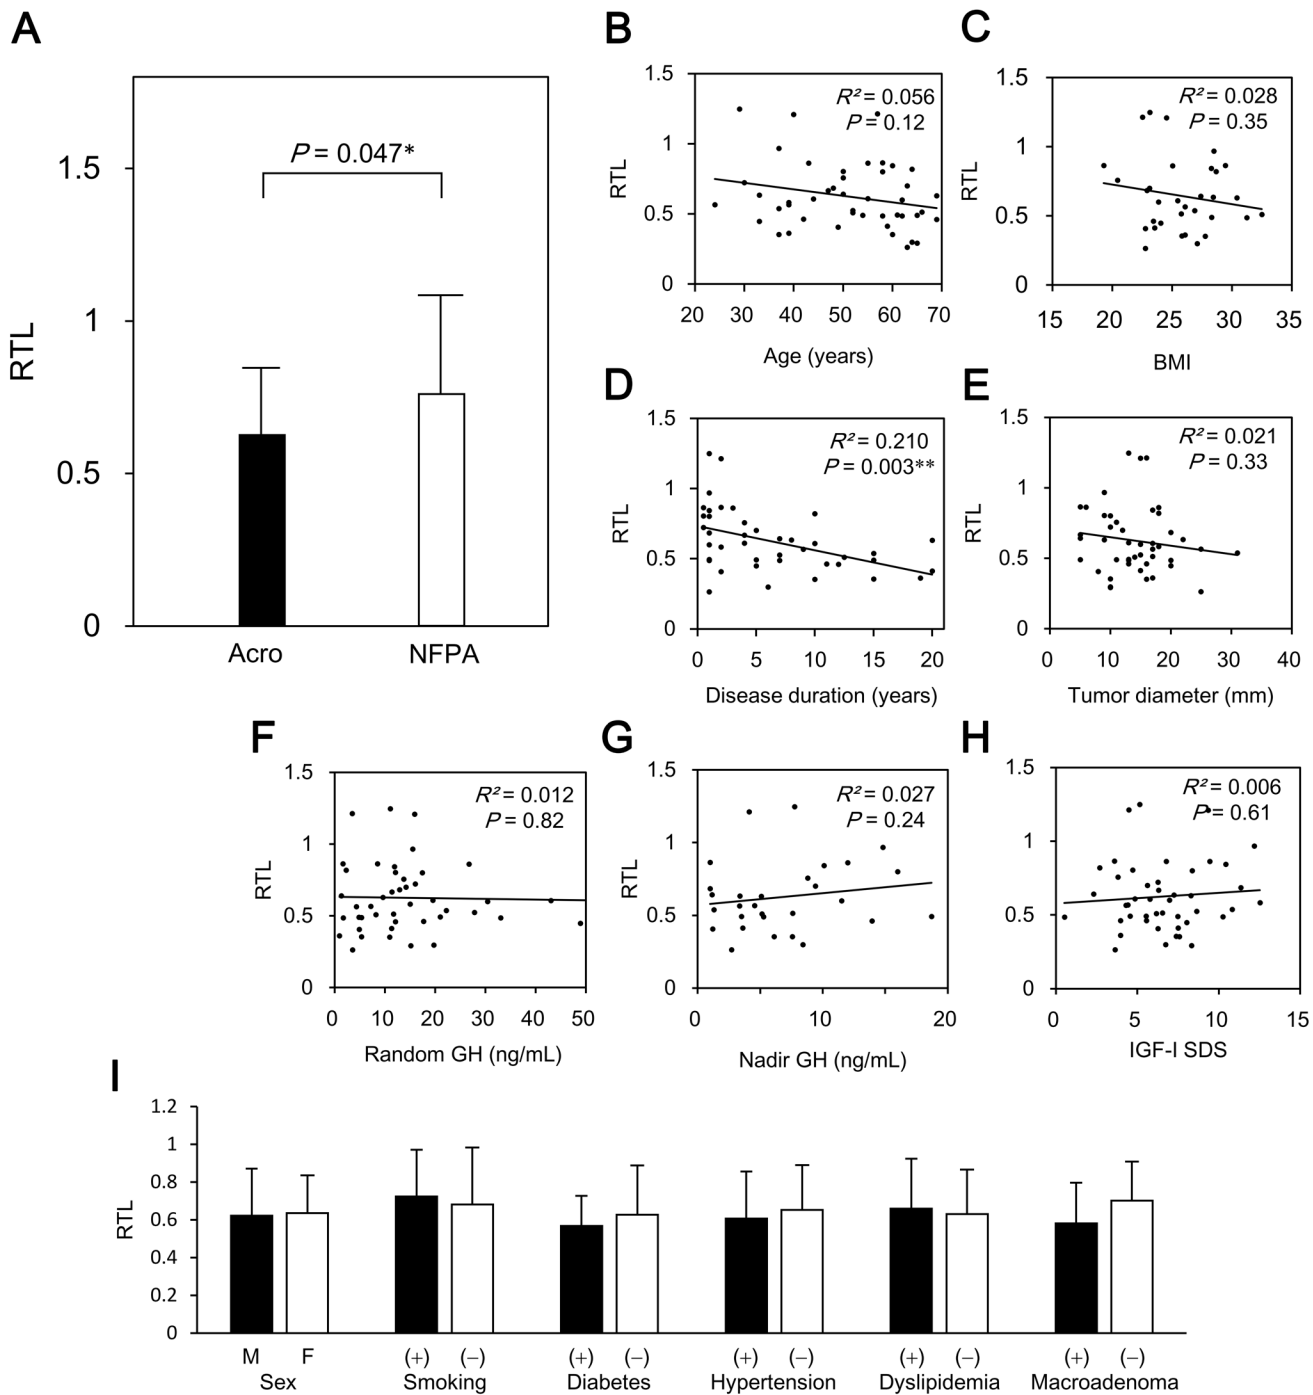 A
RTL
1.5
1
0.5
0
P = 0.047*
Acro
NFPA
B
RTL
1.5
1
0.5
0
R² = 0.056
P = 0.12
20 30 40 50 60 70
Age (years)
C
RTL
1.5
1
0.5
0
R² = 0.028
P = 0.35
15 20 25 30 35
BMI
D
RTL
1.5
1
0.5
0
R² = 0.210
P = 0.003**
0 5 10 15 20
Disease duration (years)
E
RTL
1.5
1
0.5
0
R² = 0.021
P = 0.33
0 10 20 30 40
Tumor diameter (mm)
F
RTL
1.5
1
0.5
0
R² = 0.012
P = 0.82
0 10 20 30 40 50
Random GH (ng/mL)
G
RTL
1.5
1
0.5
0
R² = 0.027
P = 0.24
0 10 20
Nadir GH (ng/mL)
H
RTL
1.5
1
0.5
0
R² = 0.006
P = 0.61
0 5 10 15
IGF-I SDS
I
RTL
1.2
1
0.8
0.6
0.4
0.2
0
M F (+) (−) (+) (−) (+) (−) (+) (−) (+) (−)
Sex Smoking Diabetes Hypertension Dyslipidemia Macroadenoma